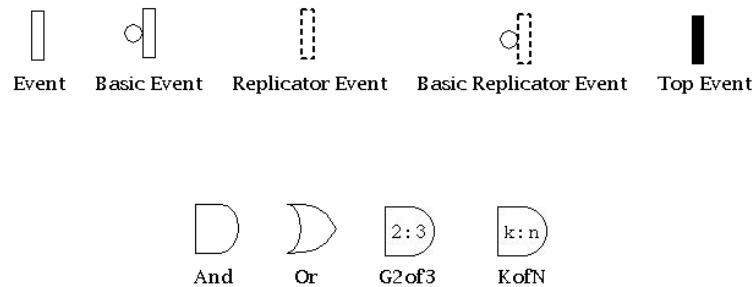 Event Basic Event Replicator Event Basic Replicator Event Top Event
2:3 k:n
And Or G2of3 KofN